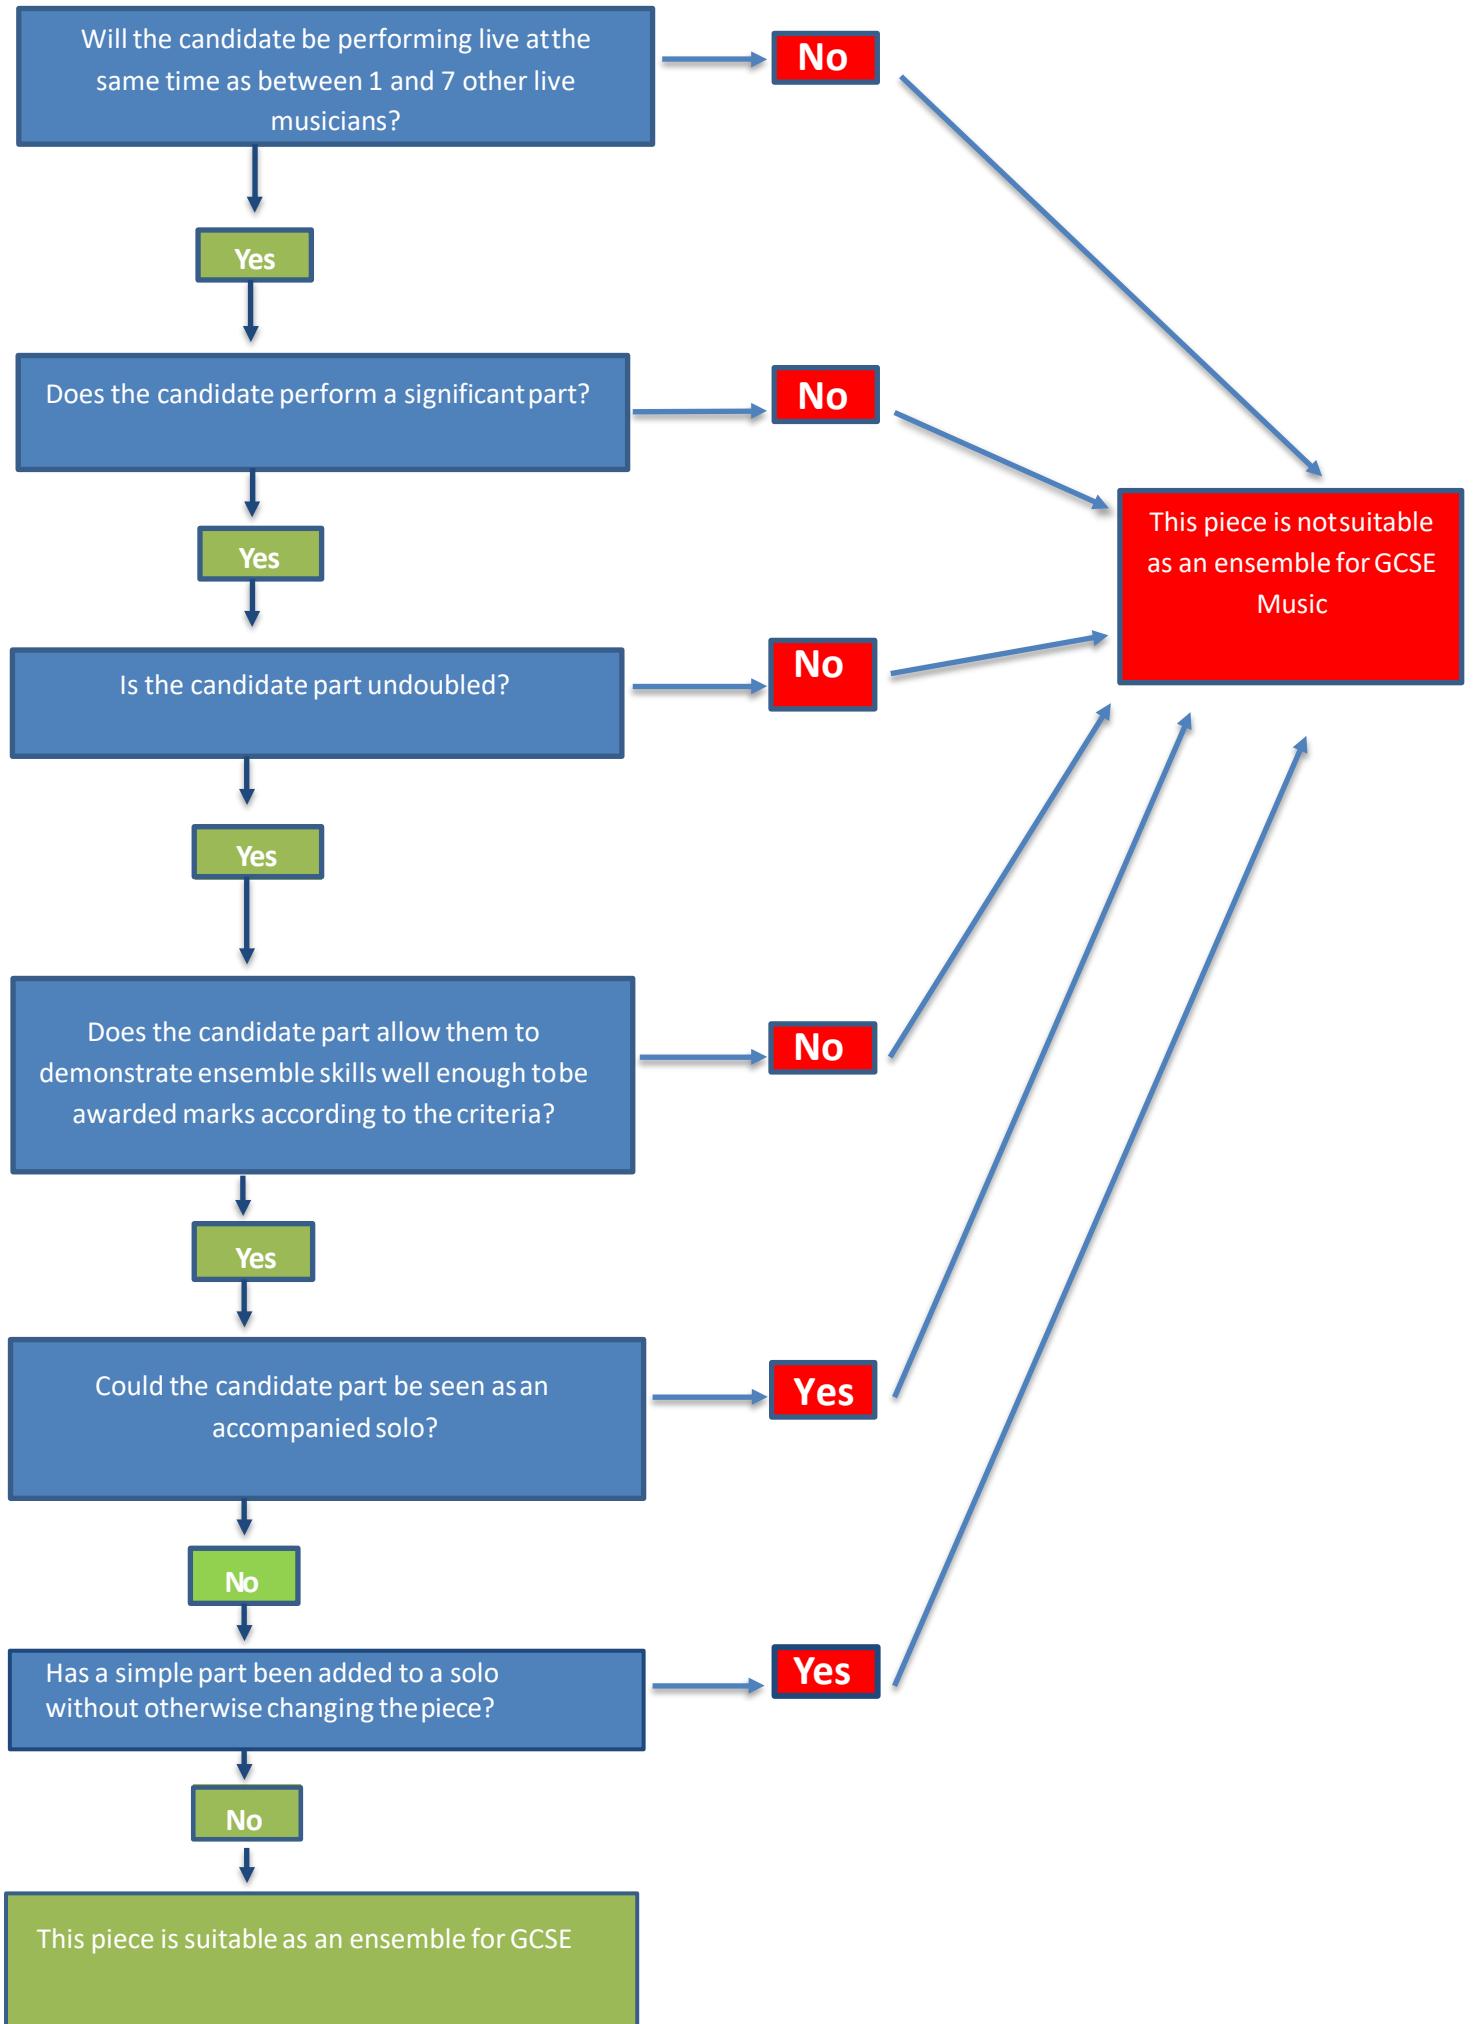 Will the candidate be performing live at the
same time as between 1 and 7 other live
musicians?
No
Yes
Does the candidate perform a significant part?
No
This piece is not suitable
as an ensemble for GCSE
Music
Yes
Is the candidate part undoubled?
No
Yes
Does the candidate part allow them to
demonstrate ensemble skills well enough to be
awarded marks according to the criteria?
No
Yes
Could the candidate part be seen as an
accompanied solo?
Yes
No
Has a simple part been added to a solo
without otherwise changing the piece?
Yes
No
This piece is suitable as an ensemble for GCSE